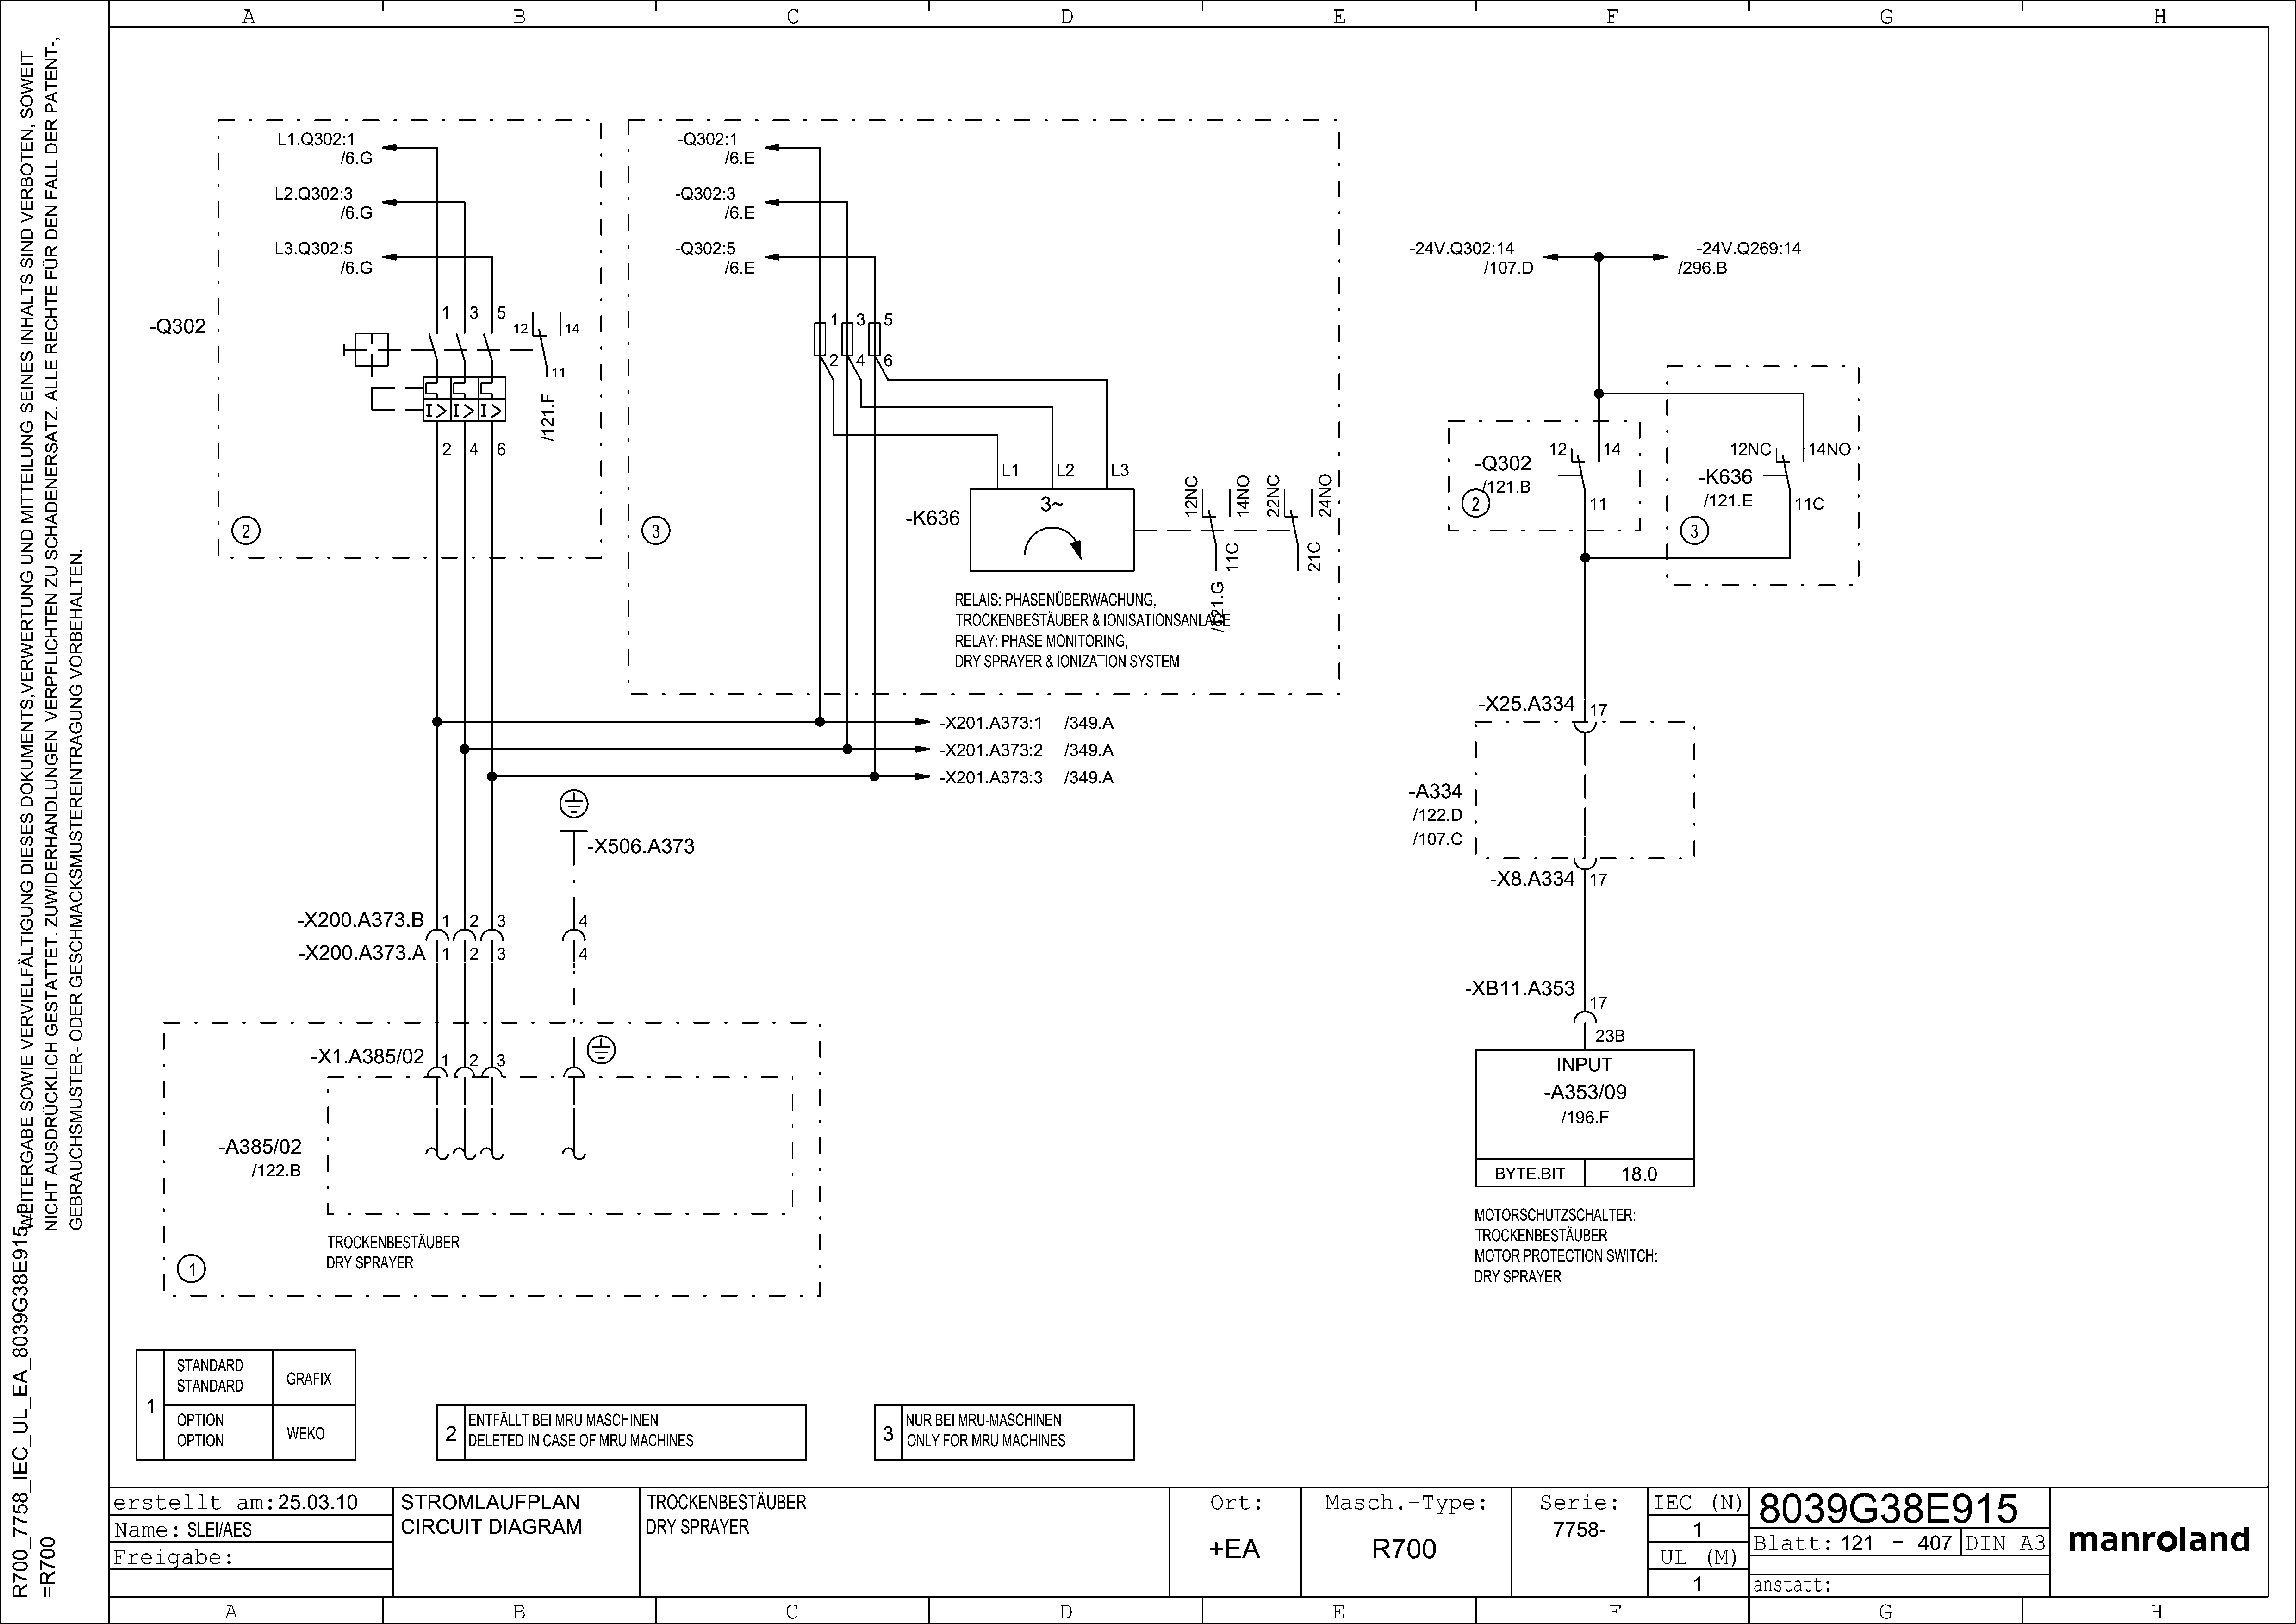 A B C D E F G H
WEITERGABE SOWIE VERVIELFÄLTIGUNG DIESES DOKUMENTS,VERWERTUNG UND MITTEILUNG SEINES INHALTS SIND VERBOTEN, SOWEIT
NICHT AUSDRÜCKLICH GESTATTET. ZUWIDERHANDLUNGEN VERPFLICHTEN ZU SCHADENERSATZ. ALLE RECHTE FÜR DEN FALL DER PATENT-,
GEBRAUCHSMUSTER- ODER GESCHMACKSMUSTEREINTRAGUNG VORBEHALTEN.
=R700
L1.Q302:1
/6.G
L2.Q302:3
/6.G
L3.Q302:5
/6.G
-Q302
1 3 5
12 14
11
/121.F
2 4 6
2
-Q302:1
/6.E
-Q302:3
/6.E
-Q302:5
/6.E
1 3 5
2 4 6
L1 L2 L3
-K636
3~
12NC 14NO 22NC 24NO
11C 21C
/121.G
3
RELAIS: PHASENÜBERWACHUNG,
TROCKENBESTÄUBER & IONISATIONSANLAGE
RELAY: PHASE MONITORING,
DRY SPRAYER & IONIZATION SYSTEM
-X201.A373:1 /349.A
-X201.A373:2 /349.A
-X201.A373:3 /349.A
-X506.A373
-X200.A373.B 1 2 3 4
-X200.A373.A 1 2 3 4
-X1.A385/02 1 2 3
-A385/02
/122.B
TROCKENBESTÄUBER
DRY SPRAYER
1
-24V.Q302:14
/107.D
-24V.Q269:14
/296.B
-Q302
/121.B
12 14
11
2
12NC 14NO
-K636
/121.E
11C
3
-X25.A334 17
-A334
/122.D
/107.C
-X8.A334 17
-XB11.A353
17
23B
INPUT
-A353/09
/196.F
BYTE.BIT 18.0
MOTORSCHUTZSCHALTER:
TROCKENBESTÄUBER
MOTOR PROTECTION SWITCH:
DRY SPRAYER
1
STANDARD
STANDARD
GRAFIX
OPTION
OPTION
WEKO
2
ENTFÄLLT BEI MRU MASCHINEN
DELETED IN CASE OF MRU MACHINES
3
NUR BEI MRU-MASCHINEN
ONLY FOR MRU MACHINES
erstellt am: 25.03.10
Name: SLEI/AES
Freigabe:
STROMLAUFPLAN
CIRCUIT DIAGRAM
TROCKENBESTÄUBER
DRY SPRAYER
Ort:
+EA
Masch.-Type:
R700
Serie:
7758-
IEC (N)
1
UL (M)
1
8039G38E915
Blatt: 121 - 407 DIN A3
anstatt:
manroland
A B C D E F G H